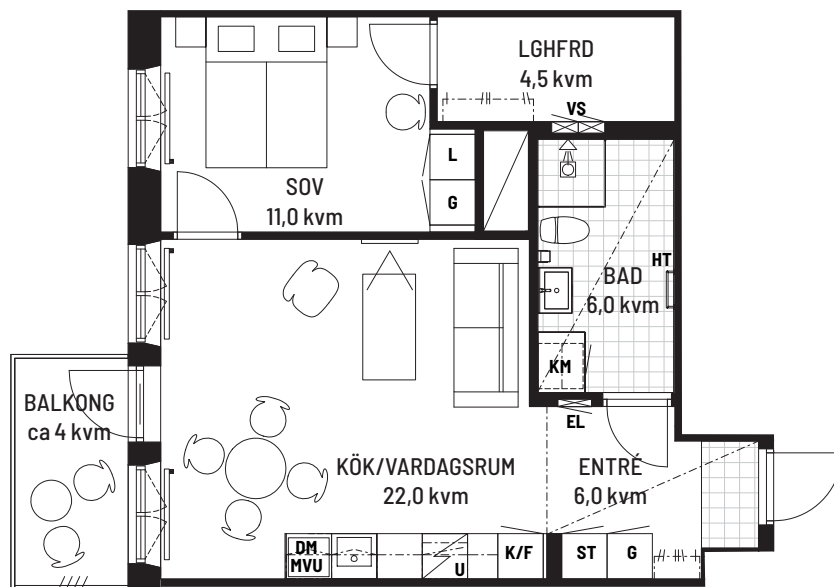 LGHFRD
4,5 kvm
VS
L
G
SOV
11,0 kvm
HT
BAD
6,0 kvm
KM
EL
BALKONG
ca 4 kvm
KÖK/VARDAGSRUM
22,0 kvm
ENTRÉ
6,0 kvm
DM
MVU
U
K/F
ST
G